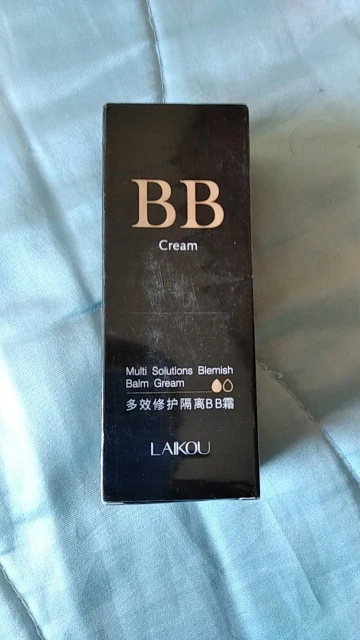 BB
Cream
Multi Solutions Blemish
Balm Gream
多效修护隔离BB霜
LAIKOU